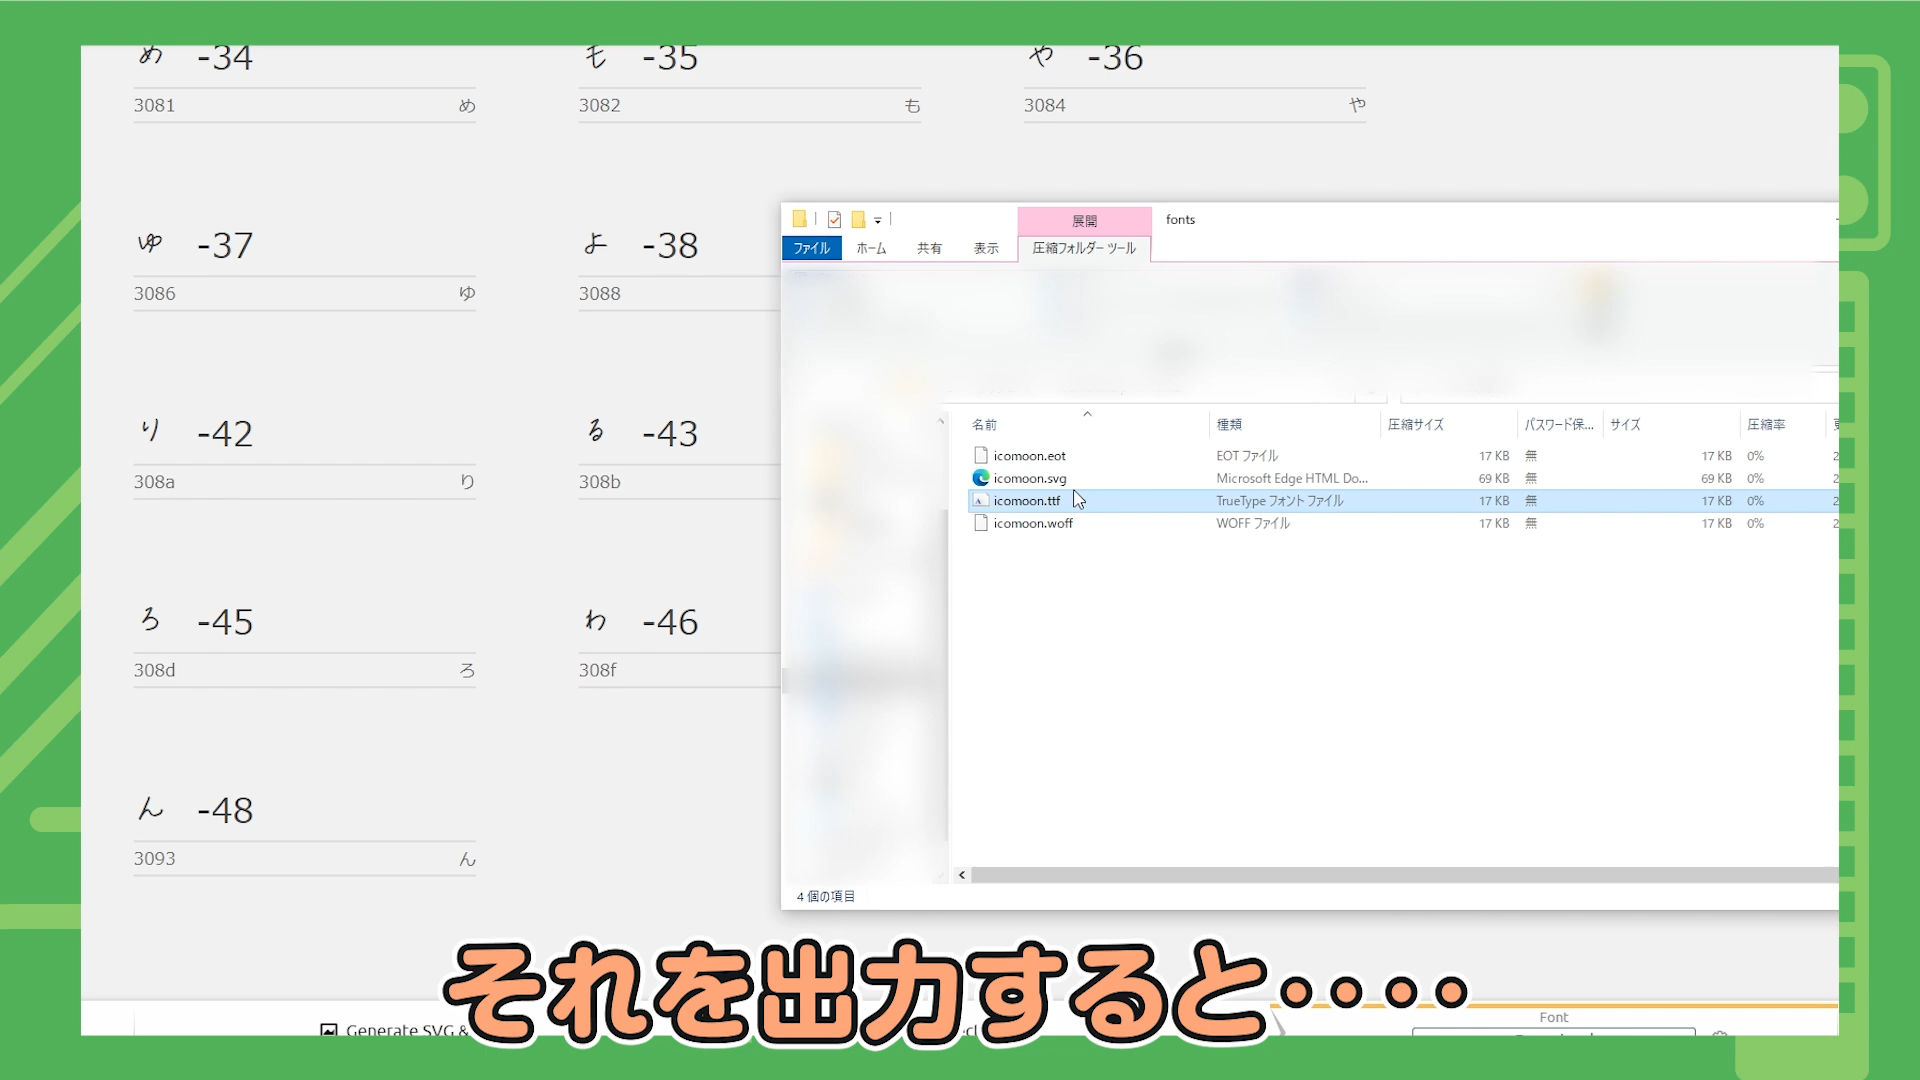 め -34
も -35
や -36
3081 め
3082 も
3084 や
ゆ -37
よ -38
3086 ゆ
3088
り -42
る -43
308a り
308b
ろ -45
わ -46
308d ろ
308f
ん -48
3093 ん
展開
fonts
ファイル ホーム 共有 表示 圧縮フォルダー ツール
名前 種類 圧縮サイズ パスワード保... サイズ 圧縮率
icomoon.eot EOT ファイル 17 KB 無 17 KB 0% 2
icomoon.svg Microsoft Edge HTML Do... 69 KB 無 69 KB 0% 2
icomoon.ttf TrueType フォント ファイル 17 KB 無 17 KB 0% 2
icomoon.woff WOFF ファイル 17 KB 無 17 KB 0% 2
4 個の項目
それを出力すると・・・・
Generate SVG &
Font